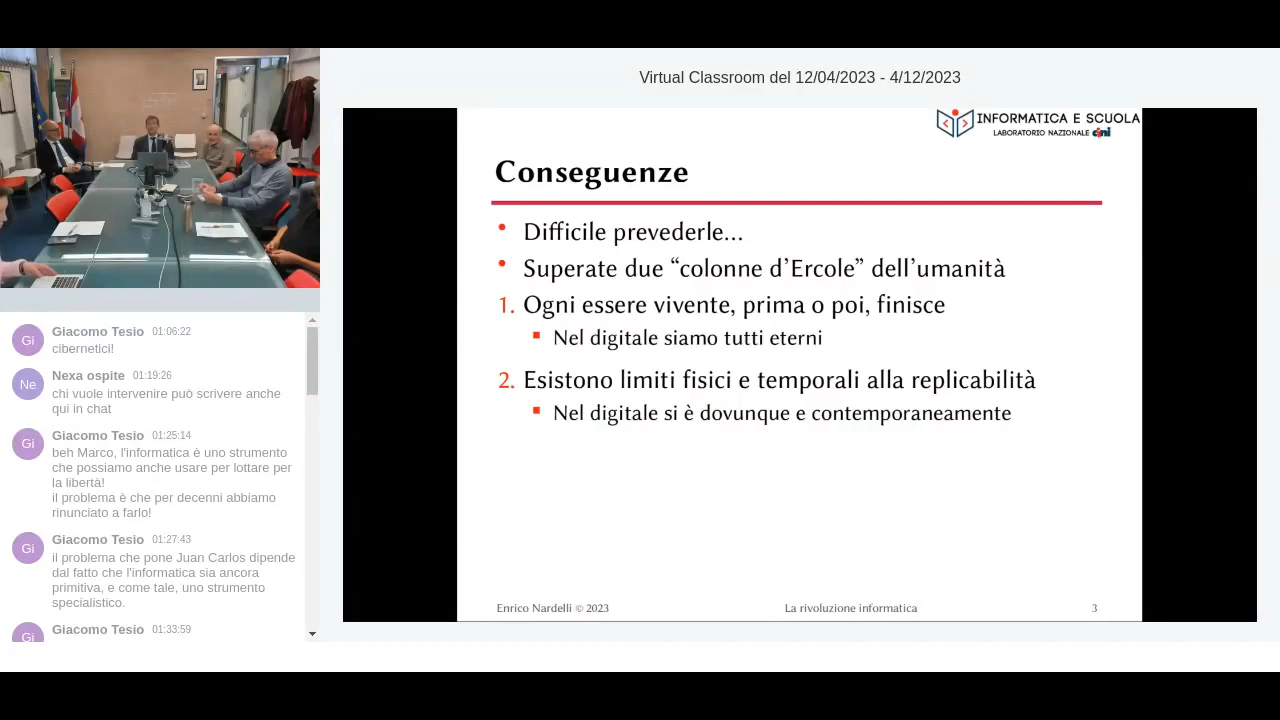 Virtual Classroom del 12/04/2023 - 4/12/2023
INFORMATICA E SCUOLA
LABORATORIO NAZIONALE cini
Conseguenze
• Difficile prevederle...
• Superate due “colonne d’Ercole” dell’umanità
1. Ogni essere vivente, prima o poi, finisce
Nel digitale siamo tutti eterni
2. Esistono limiti fisici e temporali alla replicabilità
Nel digitale si è dovunque e contemporaneamente
Enrico Nardelli © 2023 La rivoluzione informatica 3
Gi Giacomo Tesio 01:06:22
cibernetici!
Ne Nexa ospite 01:19:26
chi vuole intervenire può scrivere anche
qui in chat
Gi Giacomo Tesio 01:25:14
beh Marco, l'informatica è uno strumento
che possiamo anche usare per lottare per
la libertà!
il problema è che per decenni abbiamo
rinunciato a farlo!
Gi Giacomo Tesio 01:27:43
il problema che pone Juan Carlos dipende
dal fatto che l'informatica sia ancora
primitiva, e come tale, uno strumento
specialistico.
Gi Giacomo Tesio 01:33:59